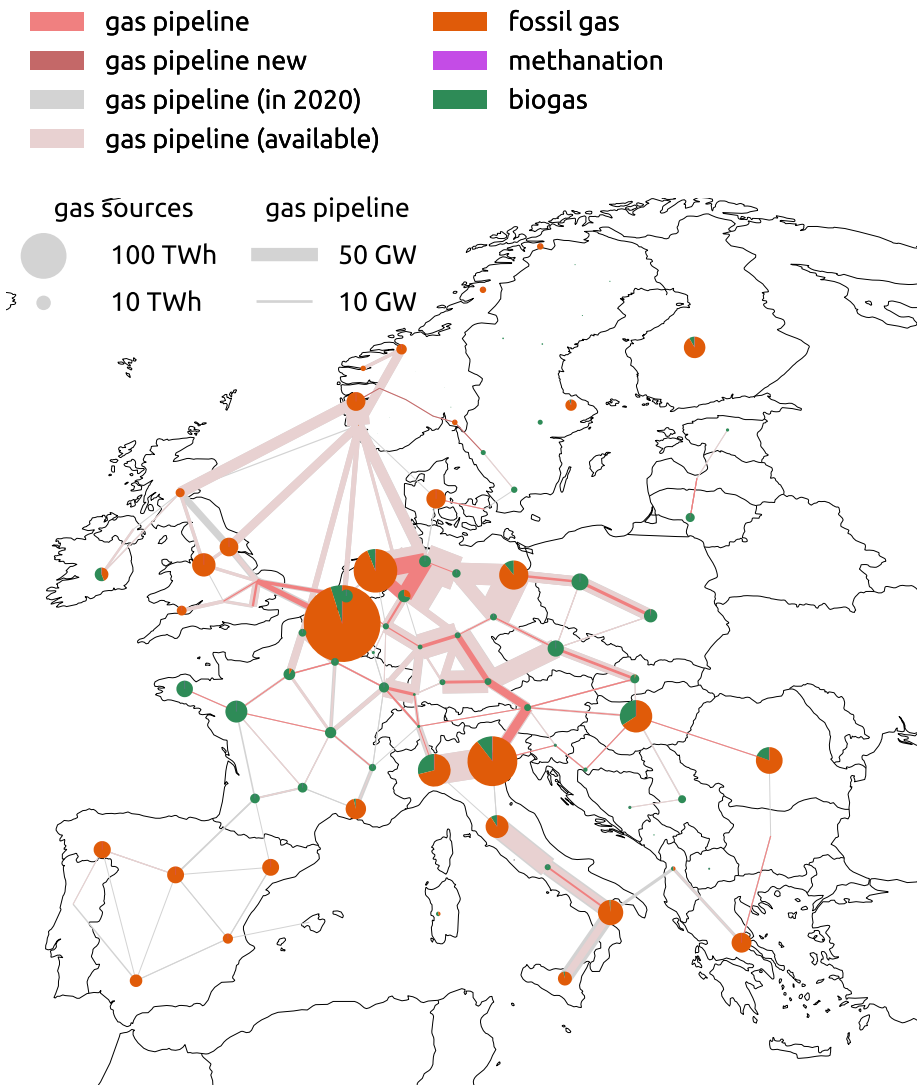 gas pipeline
gas pipeline new
gas pipeline (in 2020)
gas pipeline (available)
fossil gas
methanation
biogas
gas sources
100 TWh
10 TWh
gas pipeline
50 GW
10 GW